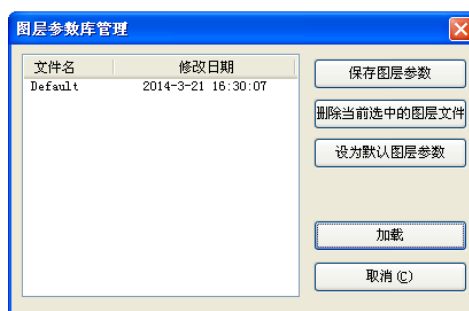 图层参数库管理
文件名 修改日期
Default 2014-3-21 16:30:07
保存图层参数
删除当前选中的图层文件
设为默认图层参数
加载
取消(C)